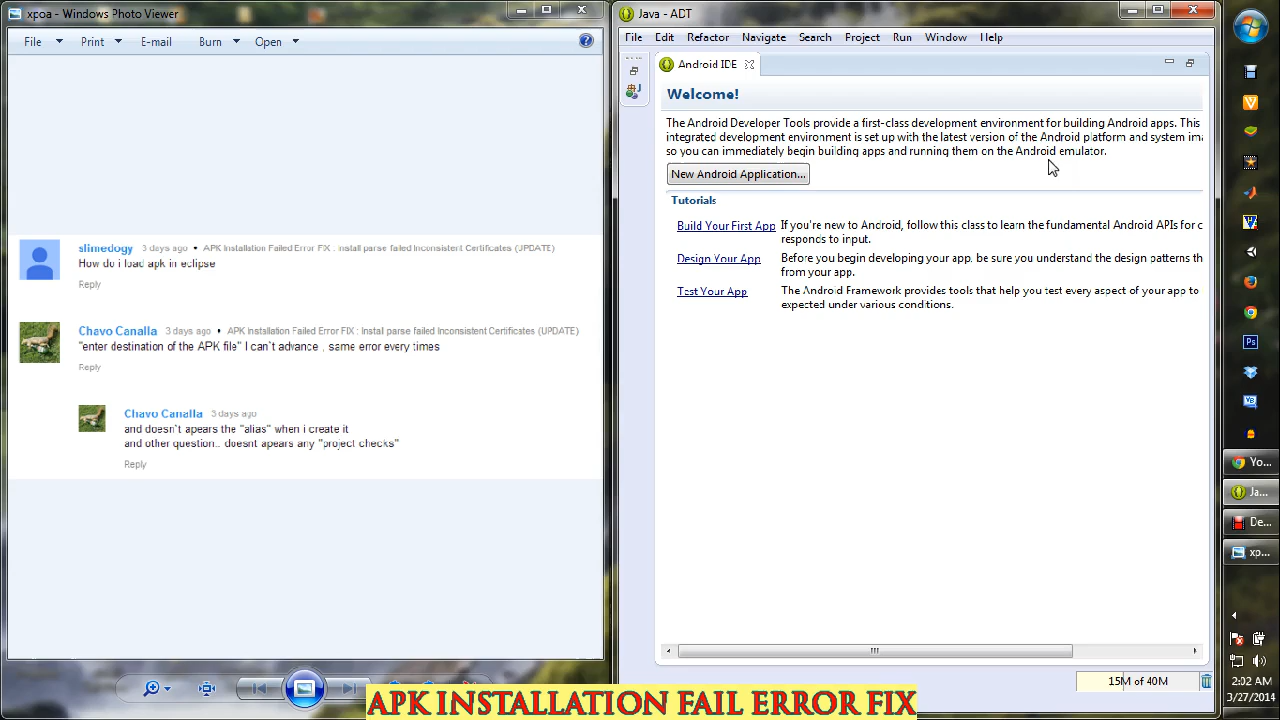 xpoa - Windows Photo Viewer
File Print E-mail Burn Open
slimedogy 3 days ago • APK Installation Failed Error FIX : Install parse failed Inconsistent Certificates (UPDATE)
How do i load apk in eclipse
Reply
Chavo Canalla 3 days ago • APK Installation Failed Error FIX : Install parse failed Inconsistent Certificates (UPDATE)
"enter destination of the APK file" I can't advance , same error every times
Reply
Chavo Canalla 3 days ago
and doesn't apears the "alias" when i create it
and other question.. doesnt apears any "project checks"
Reply
Java - ADT
File Edit Refactor Navigate Search Project Run Window Help
Android IDE
Welcome!
The Android Developer Tools provide a first-class development environment for building Android apps. This
integrated development environment is set up with the latest version of the Android platform and system ima
so you can immediately begin building apps and running them on the Android emulator.
New Android Application...
Tutorials
Build Your First App If you're new to Android, follow this class to learn the fundamental Android APIs for c
responds to input.
Design Your App Before you begin developing your app, be sure you understand the design patterns th
from your app.
Test Your App The Android Framework provides tools that help you test every aspect of your app to
expected under various conditions.
15M of 40M
Ps
Yo...
Ja...
De...
xp...
2:02 AM
3/27/2014
APK INSTALLATION FAIL ERROR FIX